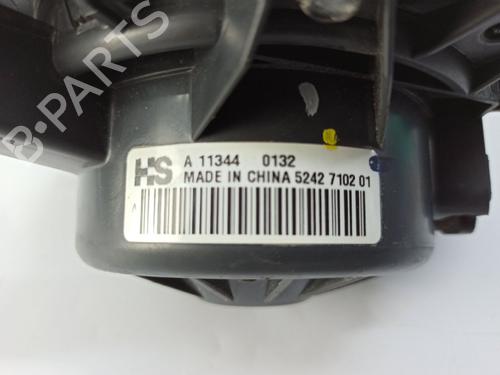 B-PARTS
HS A 11344 0132
MADE IN CHINA 5242 7102 01
A